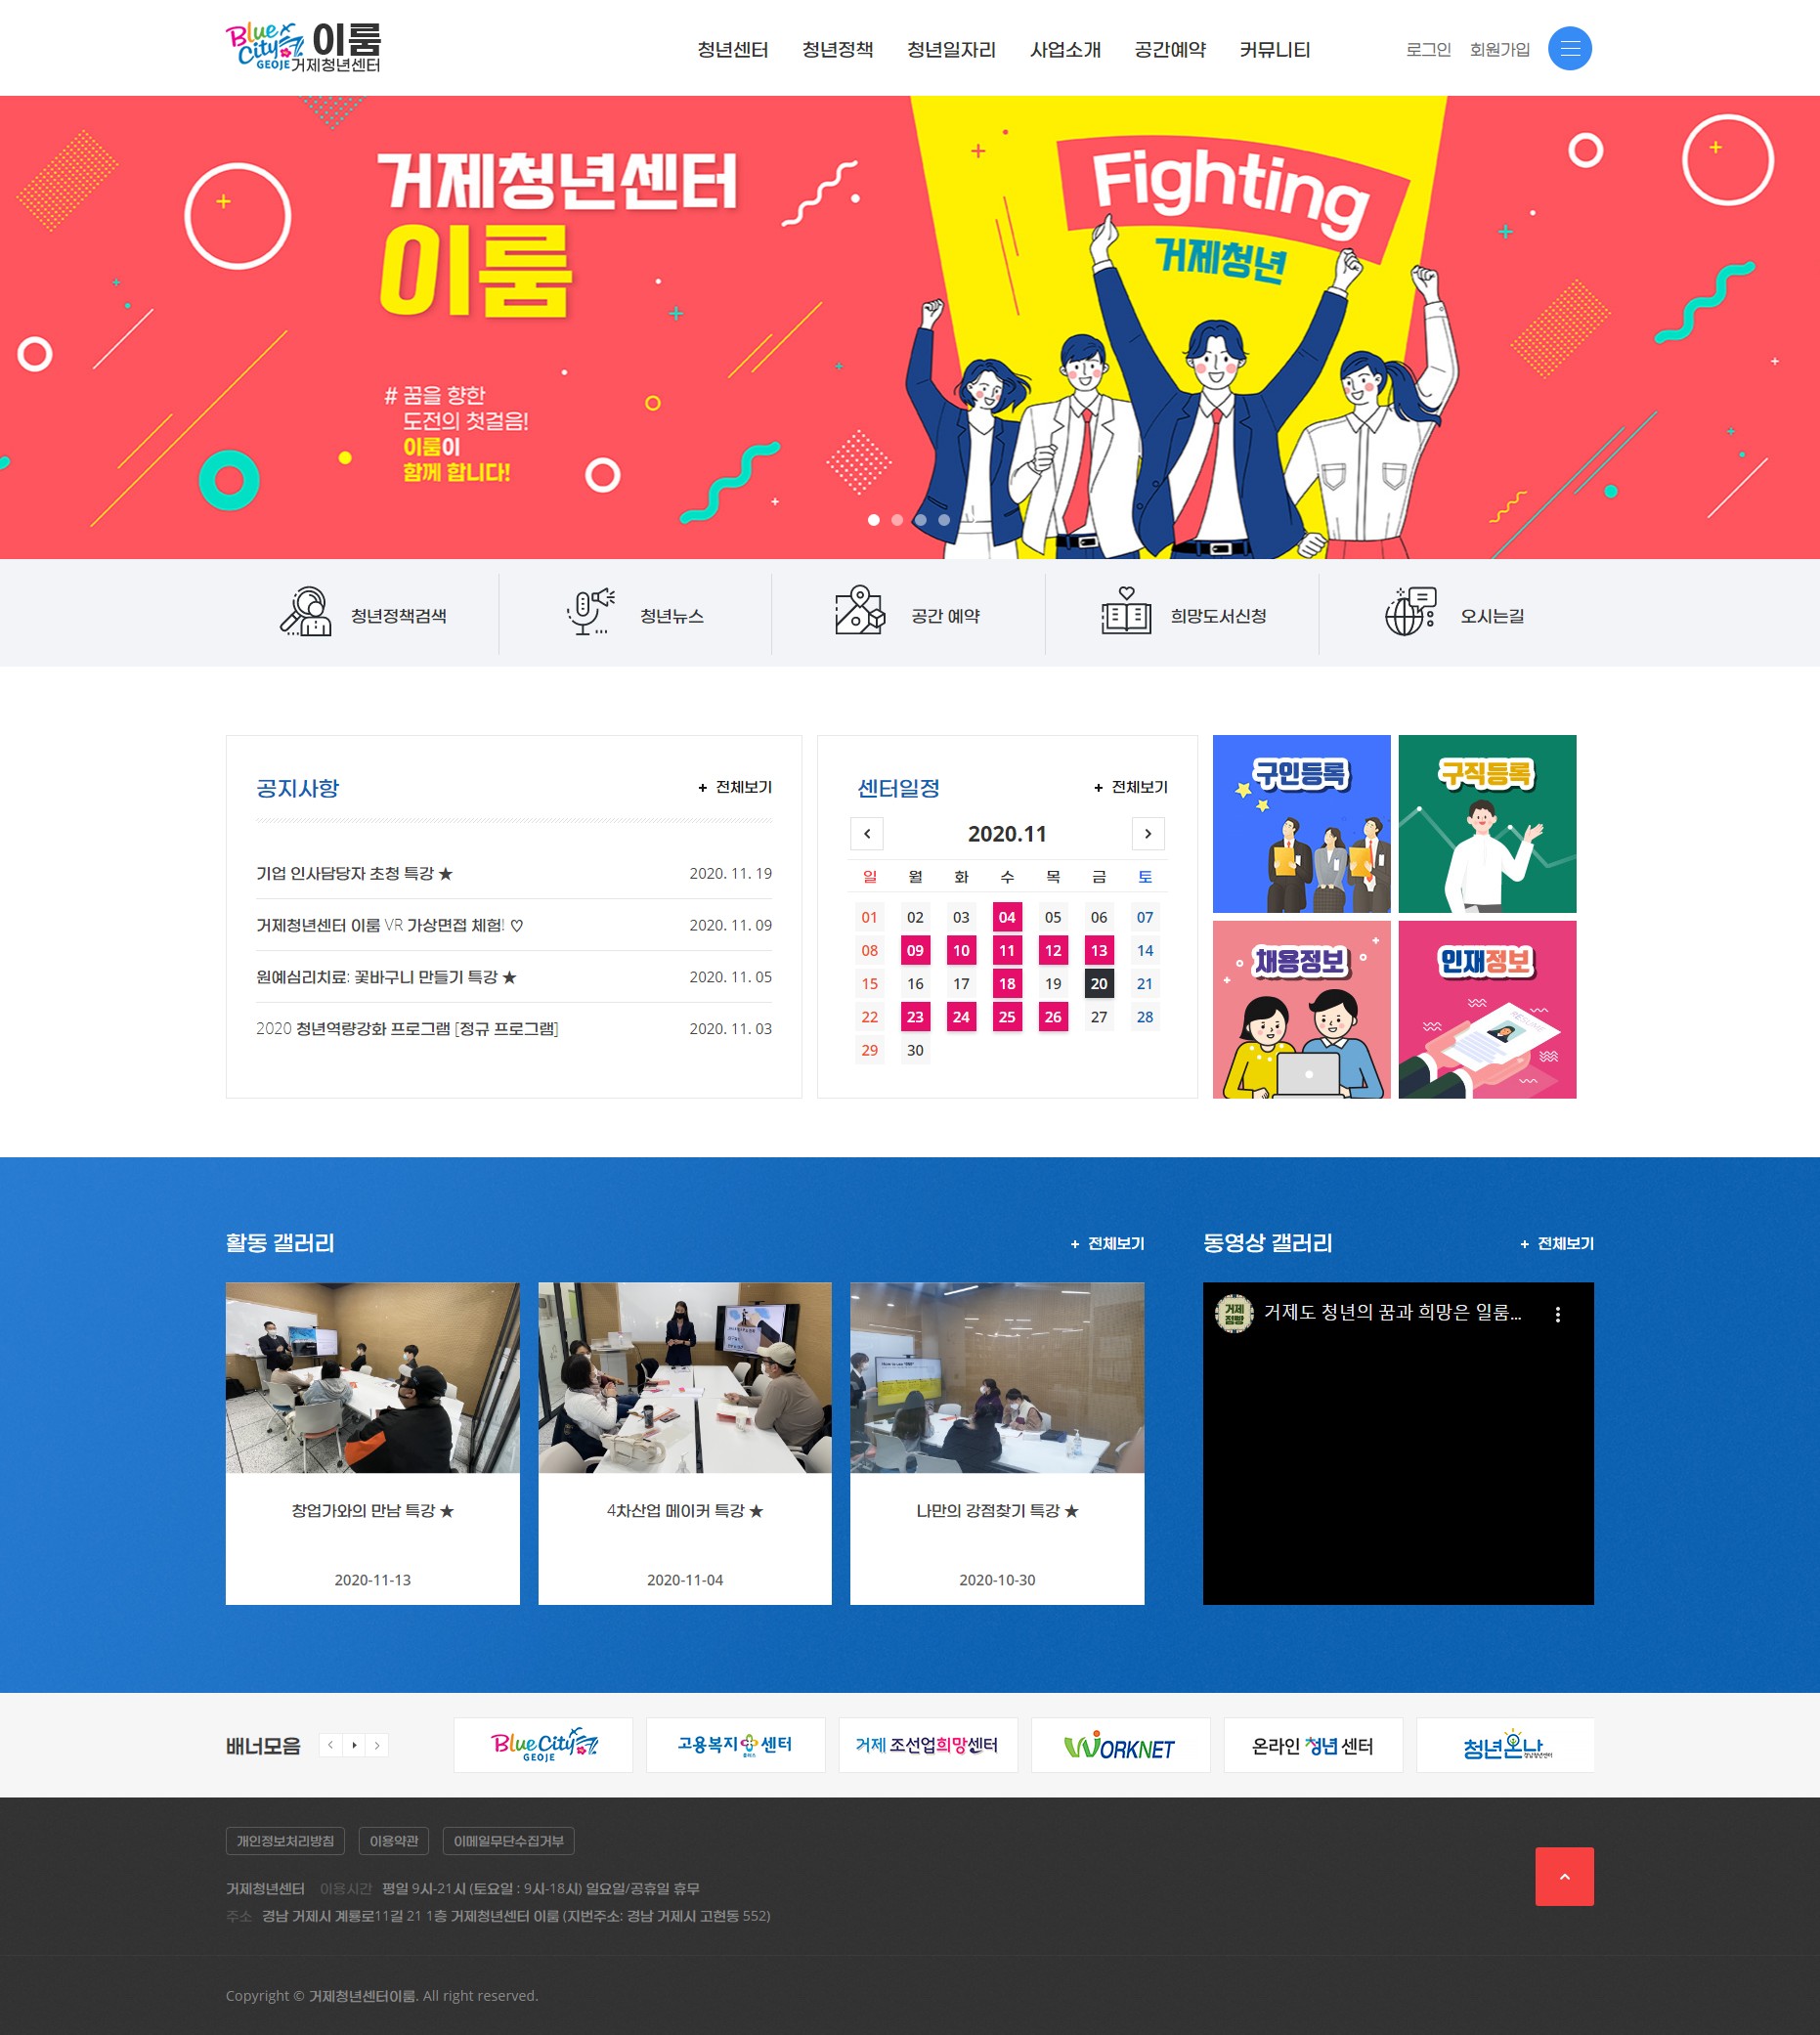 Blue City 이룸
GEOJE 거제청년센터
청년센터 청년정책 청년일자리 사업소개 공간예약 커뮤니티
로그인 회원가입
거제청년센터
이룸
# 꿈을 향한
도전의 첫걸음!
이룸이
함께 합니다!
Fighting
거제청년
청년정책검색 청년뉴스 공간 예약 희망도서신청 오시는길
공지사항 + 전체보기
기업 인사담당자 초청 특강 ★ 2020. 11. 19
거제청년센터 이룸 VR 가상면접 체험! ♡ 2020. 11. 09
원예심리치료: 꽃바구니 만들기 특강 ★ 2020. 11. 05
2020 청년역량강화 프로그램 [정규 프로그램] 2020. 11. 03
센터일정 + 전체보기
2020.11
일 월 화 수 목 금 토
01 02 03 04 05 06 07
08 09 10 11 12 13 14
15 16 17 18 19 20 21
22 23 24 25 26 27 28
29 30
구인등록 구직등록
채용정보 인재정보
RESUME
활동 갤러리 + 전체보기
창업가와의 만남 특강 ★
2020-11-13
4차산업 메이커 특강 ★
2020-11-04
나만의 강점찾기 특강 ★
2020-10-30
동영상 갤러리 + 전체보기
거제도 청년의 꿈과 희망은 일룸...
배너모음
Blue City
GEOJE
고용복지 센터
거제 조선업희망센터
WORKNET
온라인 청년 센터
청년온나
개인정보처리방침 이용약관 이메일무단수집거부
거제청년센터 이용시간 평일 9시-21시 (토요일 : 9시-18시) 일요일/공휴일 휴무
주소 경남 거제시 계룡로11길 21 1층 거제청년센터 이룸 (지번주소: 경남 거제시 고현동 552)
Copyright © 거제청년센터이룸. All right reserved.